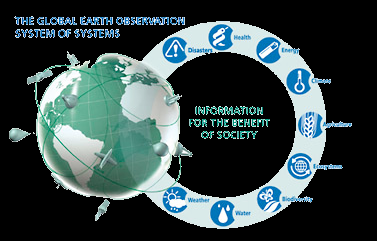 THE GLOBAL EARTH OBSERVATION
SYSTEM OF SYSTEMS
Disasters
Health
Energy
Climate
Agriculture
Ecosystems
Biodiversity
Water
Weather
INFORMATION
FOR THE BENEFIT
OF SOCIETY